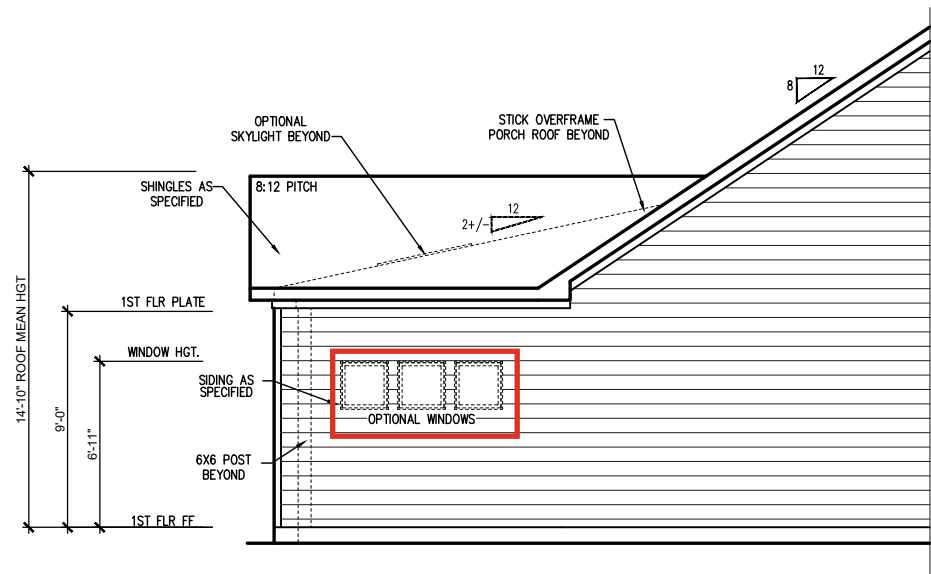 12
8
OPTIONAL
SKYLIGHT BEYOND
STICK OVERFRAME
PORCH ROOF BEYOND
SHINGLES AS
SPECIFIED
8:12 PITCH
12
2+/-
14'-10" ROOF MEAN HGT
1ST FLR PLATE
9'-0"
WINDOW HGT.
6'-11"
SIDING AS
SPECIFIED
OPTIONAL WINDOWS
6X6 POST
BEYOND
1ST FLR FF